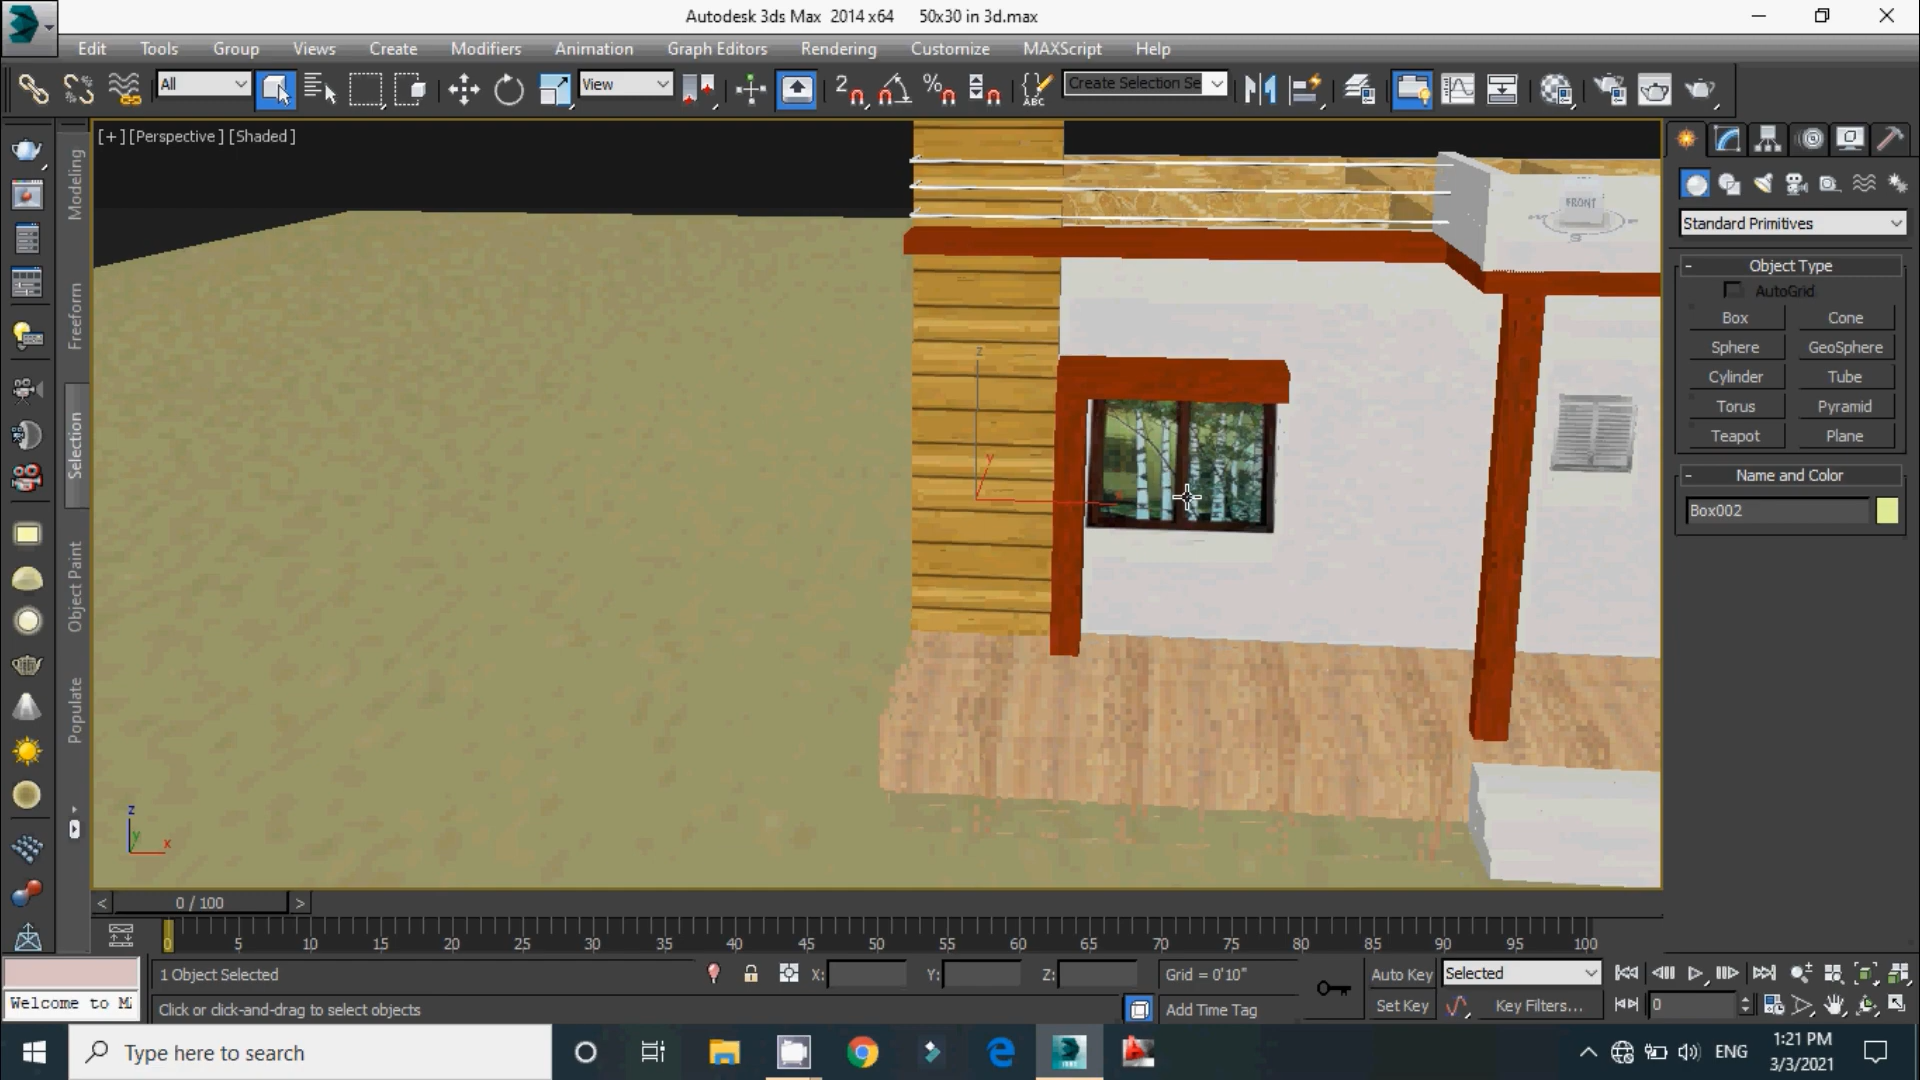 Autodesk 3ds Max 2014 x64 50x30 in 3d.max
Edit Tools Group Views Create Modifiers Animation Graph Editors Rendering Customize MAXScript Help
All View Create Selection Se
[+][Perspective][Shaded]
Modeling
Freeform
Selection
Object Paint
Populate
FRONT
S
z
y
z
y
x
Standard Primitives
Object Type
AutoGrid
Box Cone
Sphere GeoSphere
Cylinder Tube
Torus Pyramid
Teapot Plane
Name and Color
Box002
< 0 / 100 >
0 5 10 15 20 25 30 35 40 45 50 55 60 65 70 75 80 85 90 95 100
1 Object Selected X: Y: Z: Grid = 0'10" Auto Key Selected
Welcome to M
Click or click-and-drag to select objects Add Time Tag Set Key Key Filters... 0
Type here to search
ENG
1:21 PM
3/3/2021